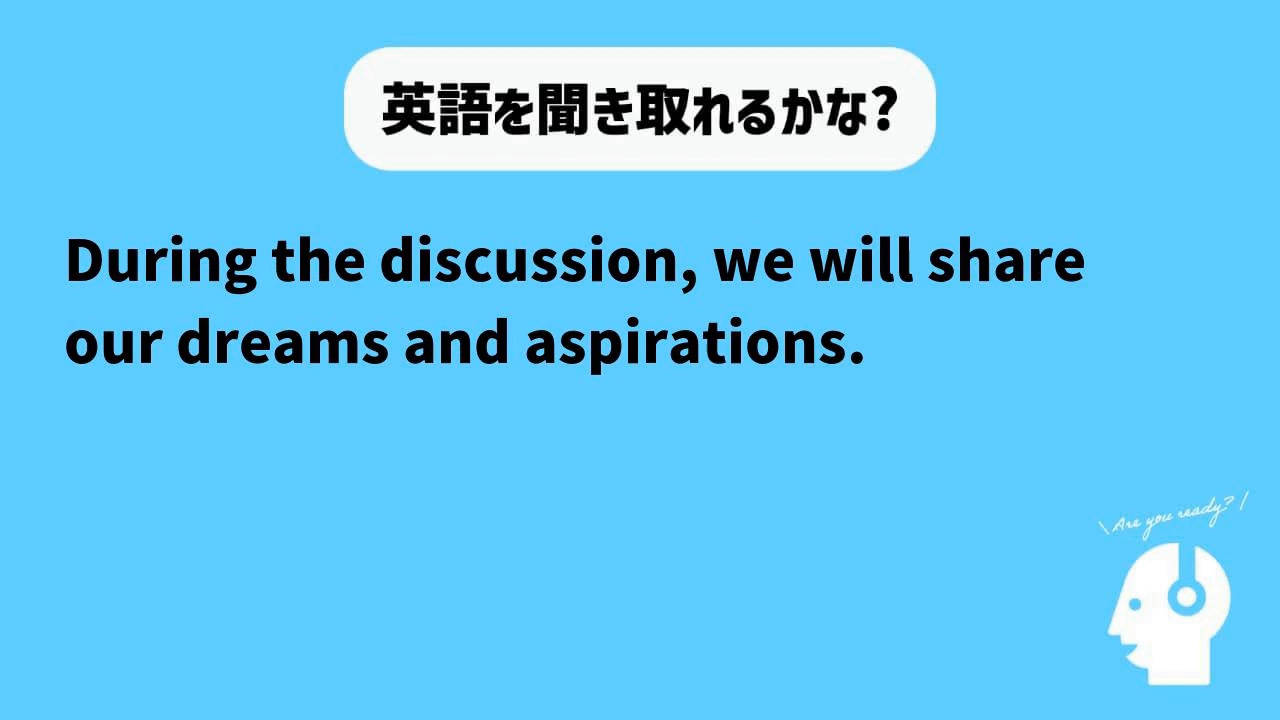 英語を聞き取れるかな?
During the discussion, we will share
our dreams and aspirations.
\Are you ready?/